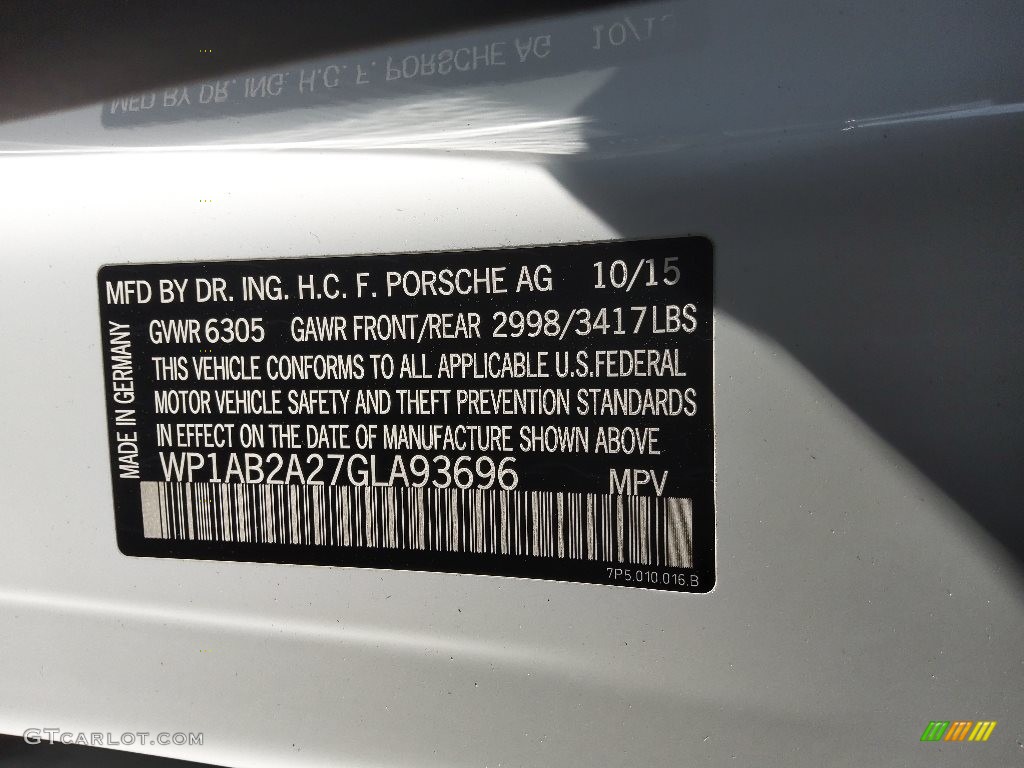 MFD BY DR. ING. H.C. F. PORSCHE AG 10/15
MFD BY DR. ING. H.C. F. PORSCHE AG 10/15
GVWR 6305 GAWR FRONT/REAR 2998/3417 LBS
THIS VEHICLE CONFORMS TO ALL APPLICABLE U.S. FEDERAL
MOTOR VEHICLE SAFETY AND THEFT PREVENTION STANDARDS
IN EFFECT ON THE DATE OF MANUFACTURE SHOWN ABOVE
MADE IN GERMANY
WP1AB2A27GLA93696 MPV
7P5.010.016.B
GTcarlot.com